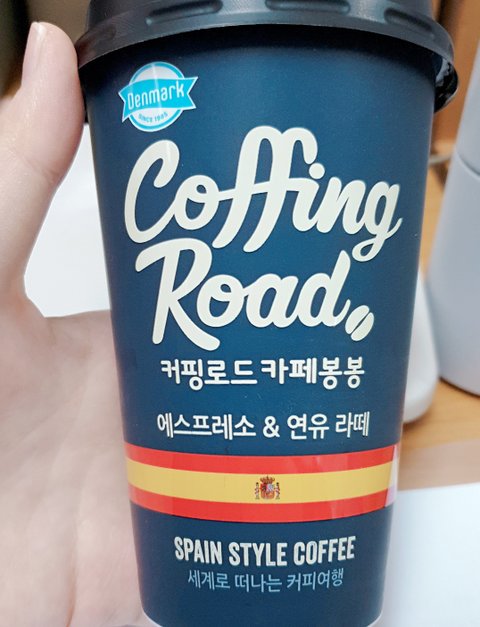 Denmark
SINCE 1985
Coffing
Road
커핑로드 카페봉봉
에스프레소 & 연유 라떼
SPAIN STYLE COFFEE
세계로 떠나는 커피여행